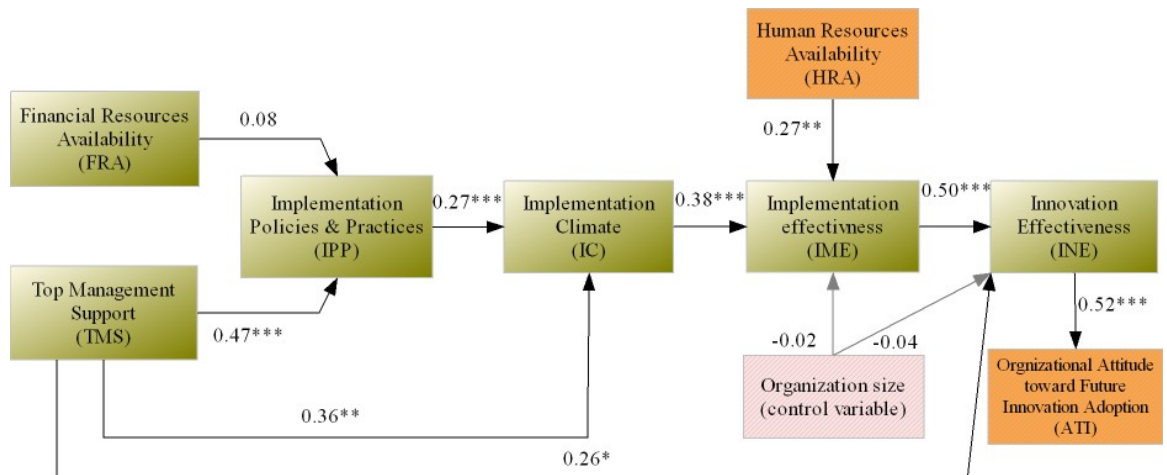 Human Resources
Availability
(HRA)
Financial Resources
Availability
(FRA)
0.08
0.27**
Implementation
Policies & Practices
(IPP)
0.27***
Implementation
Climate
(IC)
0.38***
Implementation
effectivness
(IME)
0.50***
Innovation
Effectiveness
(INE)
Top Management
Support
(TMS)
0.47***
0.52***
-0.02
-0.04
Organization size
(control variable)
Orgnizational Attitude
toward Future
Innovation Adoption
(ATI)
0.36**
0.26*